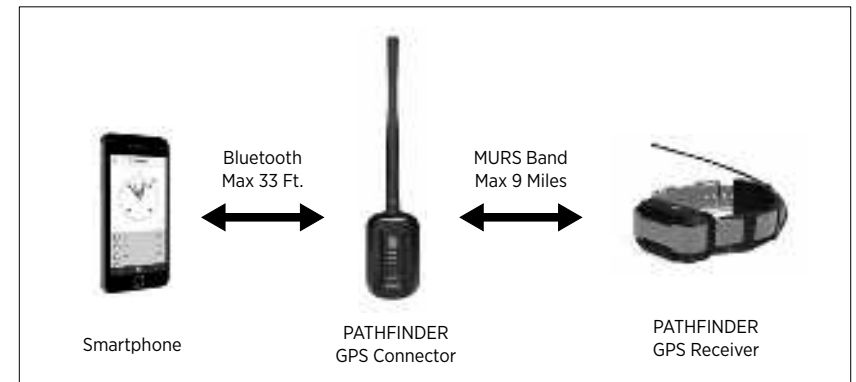 Bluetooth
Max 33 Ft.
MURS Band
Max 9 Miles
Smartphone
PATHFINDER
GPS Connector
PATHFINDER
GPS Receiver